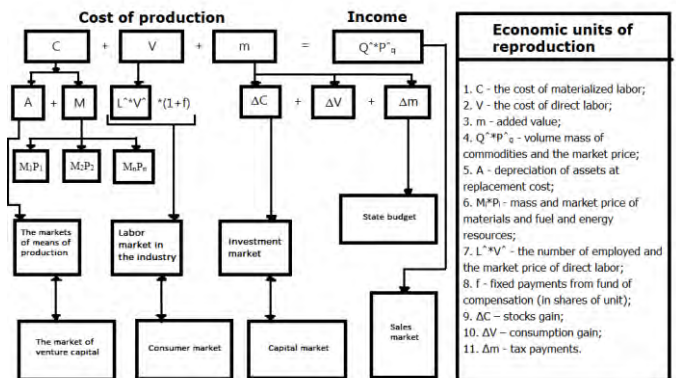 Cost of production
Income
C + V + m = Q^*P^q
A + M
L^*V^ *(1+f)
ΔC + ΔV + Δm
M₁P₁ M₂P₂ MₙPₙ
State budget
The markets
of means of
production
Labor
market in
the industry
Investment
market
The market of
venture capital
Consumer market
Capital market
Sales
market
Economic units of
reproduction
1. C - the cost of materialized labor;
2. V - the cost of direct labor;
3. m - added value;
4. Q^*P^q - volume mass of
commodities and the market price;
5. A - depreciation of assets at
replacement cost;
6. Mᵢ*Pᵢ - mass and market price of
materials and fuel and energy
resources;
7. L^*V^ - the number of employed and
the market price of direct labor;
8. f - fixed payments from fund of
compensation (in shares of unit);
9. ΔC – stocks gain;
10. ΔV – consumption gain;
11. Δm - tax payments.